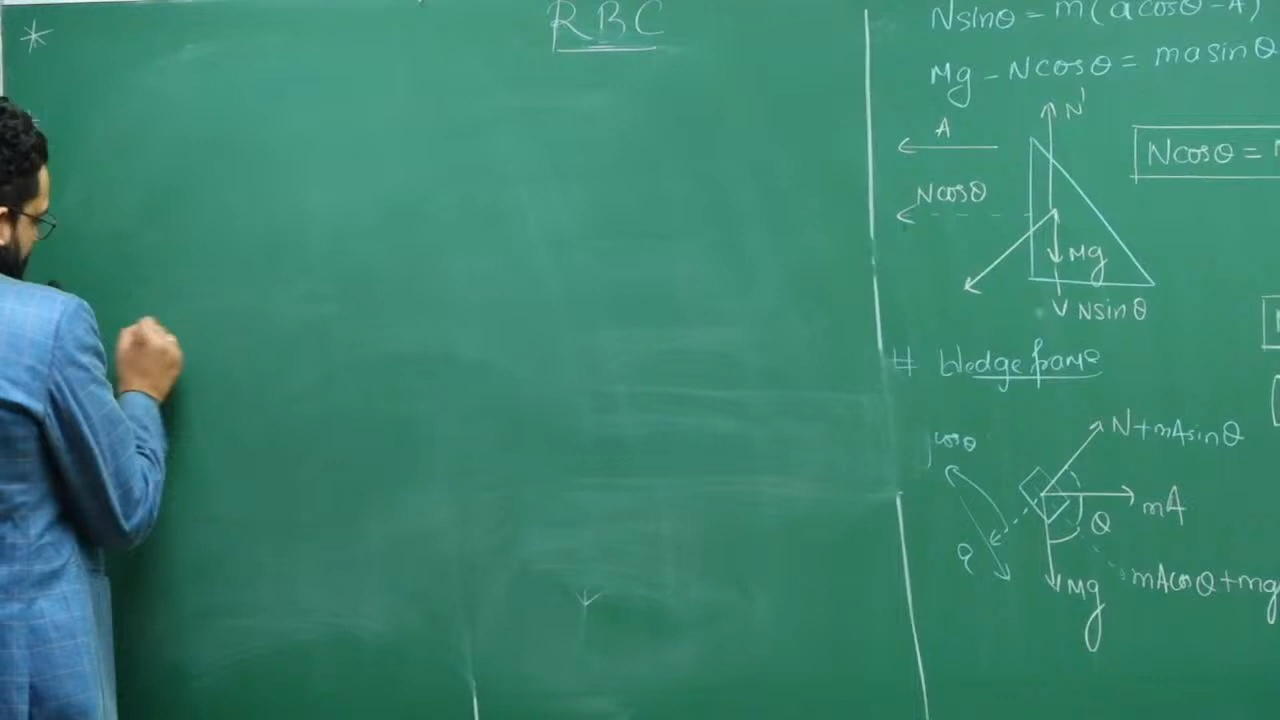 *
RBC
Nsinθ = m(acosθ-A)
Mg - Ncosθ = masinθ
N'
A
Ncosθ =
Ncosθ
Mg
Nsinθ
# Wedge frame
N+mAsinθ
cosθ
mA
θ
a
Mg
mAcosθ+mg